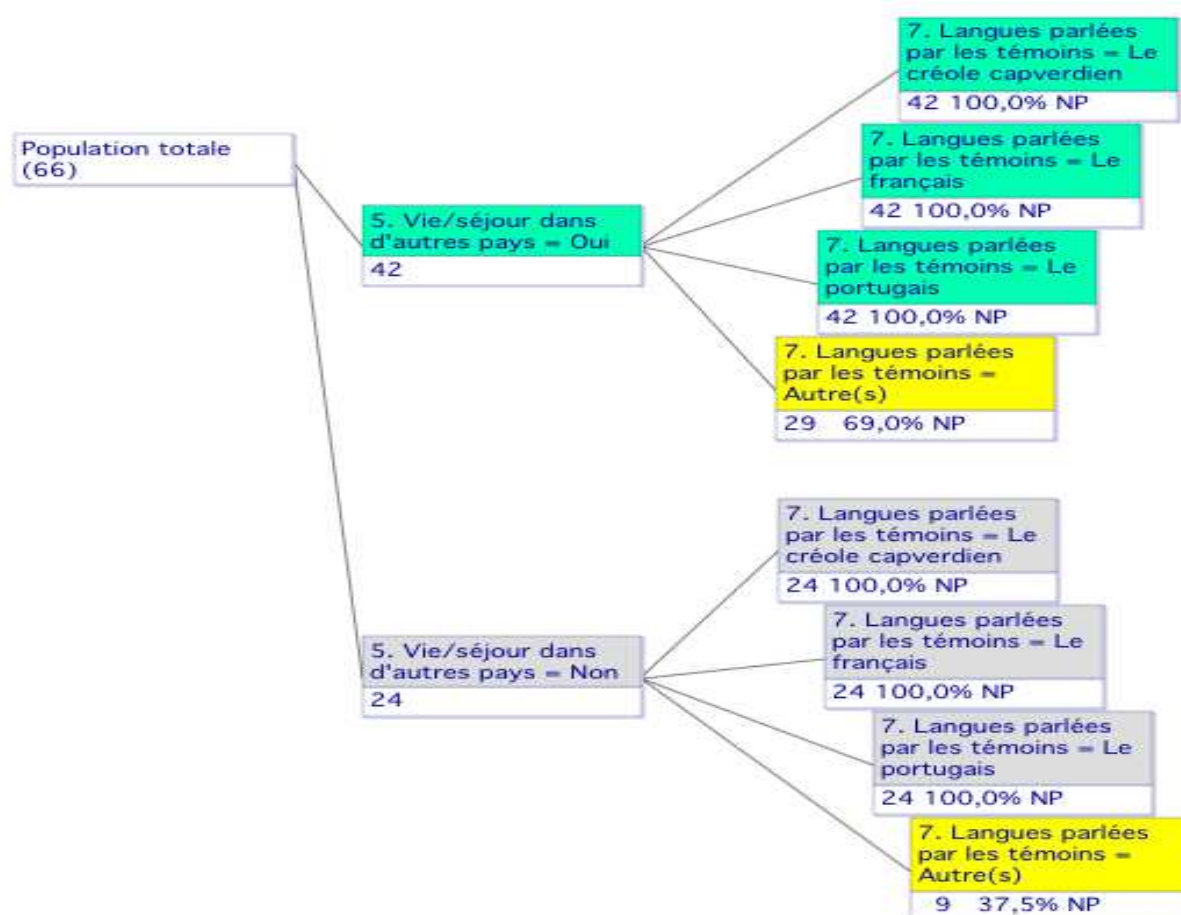 Population totale
(66)
5. Vie/séjour dans
d'autres pays = Oui
42
7. Langues parlées
par les témoins = Le
créole capverdien
42 100,0% NP
7. Langues parlées
par les témoins = Le
français
42 100,0% NP
7. Langues parlées
par les témoins = Le
portugais
42 100,0% NP
7. Langues parlées
par les témoins =
Autre(s)
29 69,0% NP
5. Vie/séjour dans
d'autres pays = Non
24
7. Langues parlées
par les témoins = Le
créole capverdien
24 100,0% NP
7. Langues parlées
par les témoins = Le
français
24 100,0% NP
7. Langues parlées
par les témoins = Le
portugais
24 100,0% NP
7. Langues parlées
par les témoins =
Autre(s)
9 37,5% NP